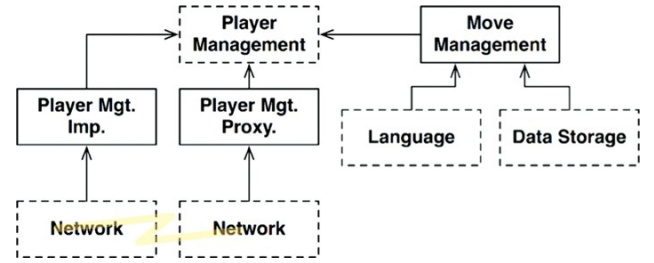 Player
Management
Move
Management
Player Mgt.
Imp.
Player Mgt.
Proxy.
Language
Data Storage
Network
Network